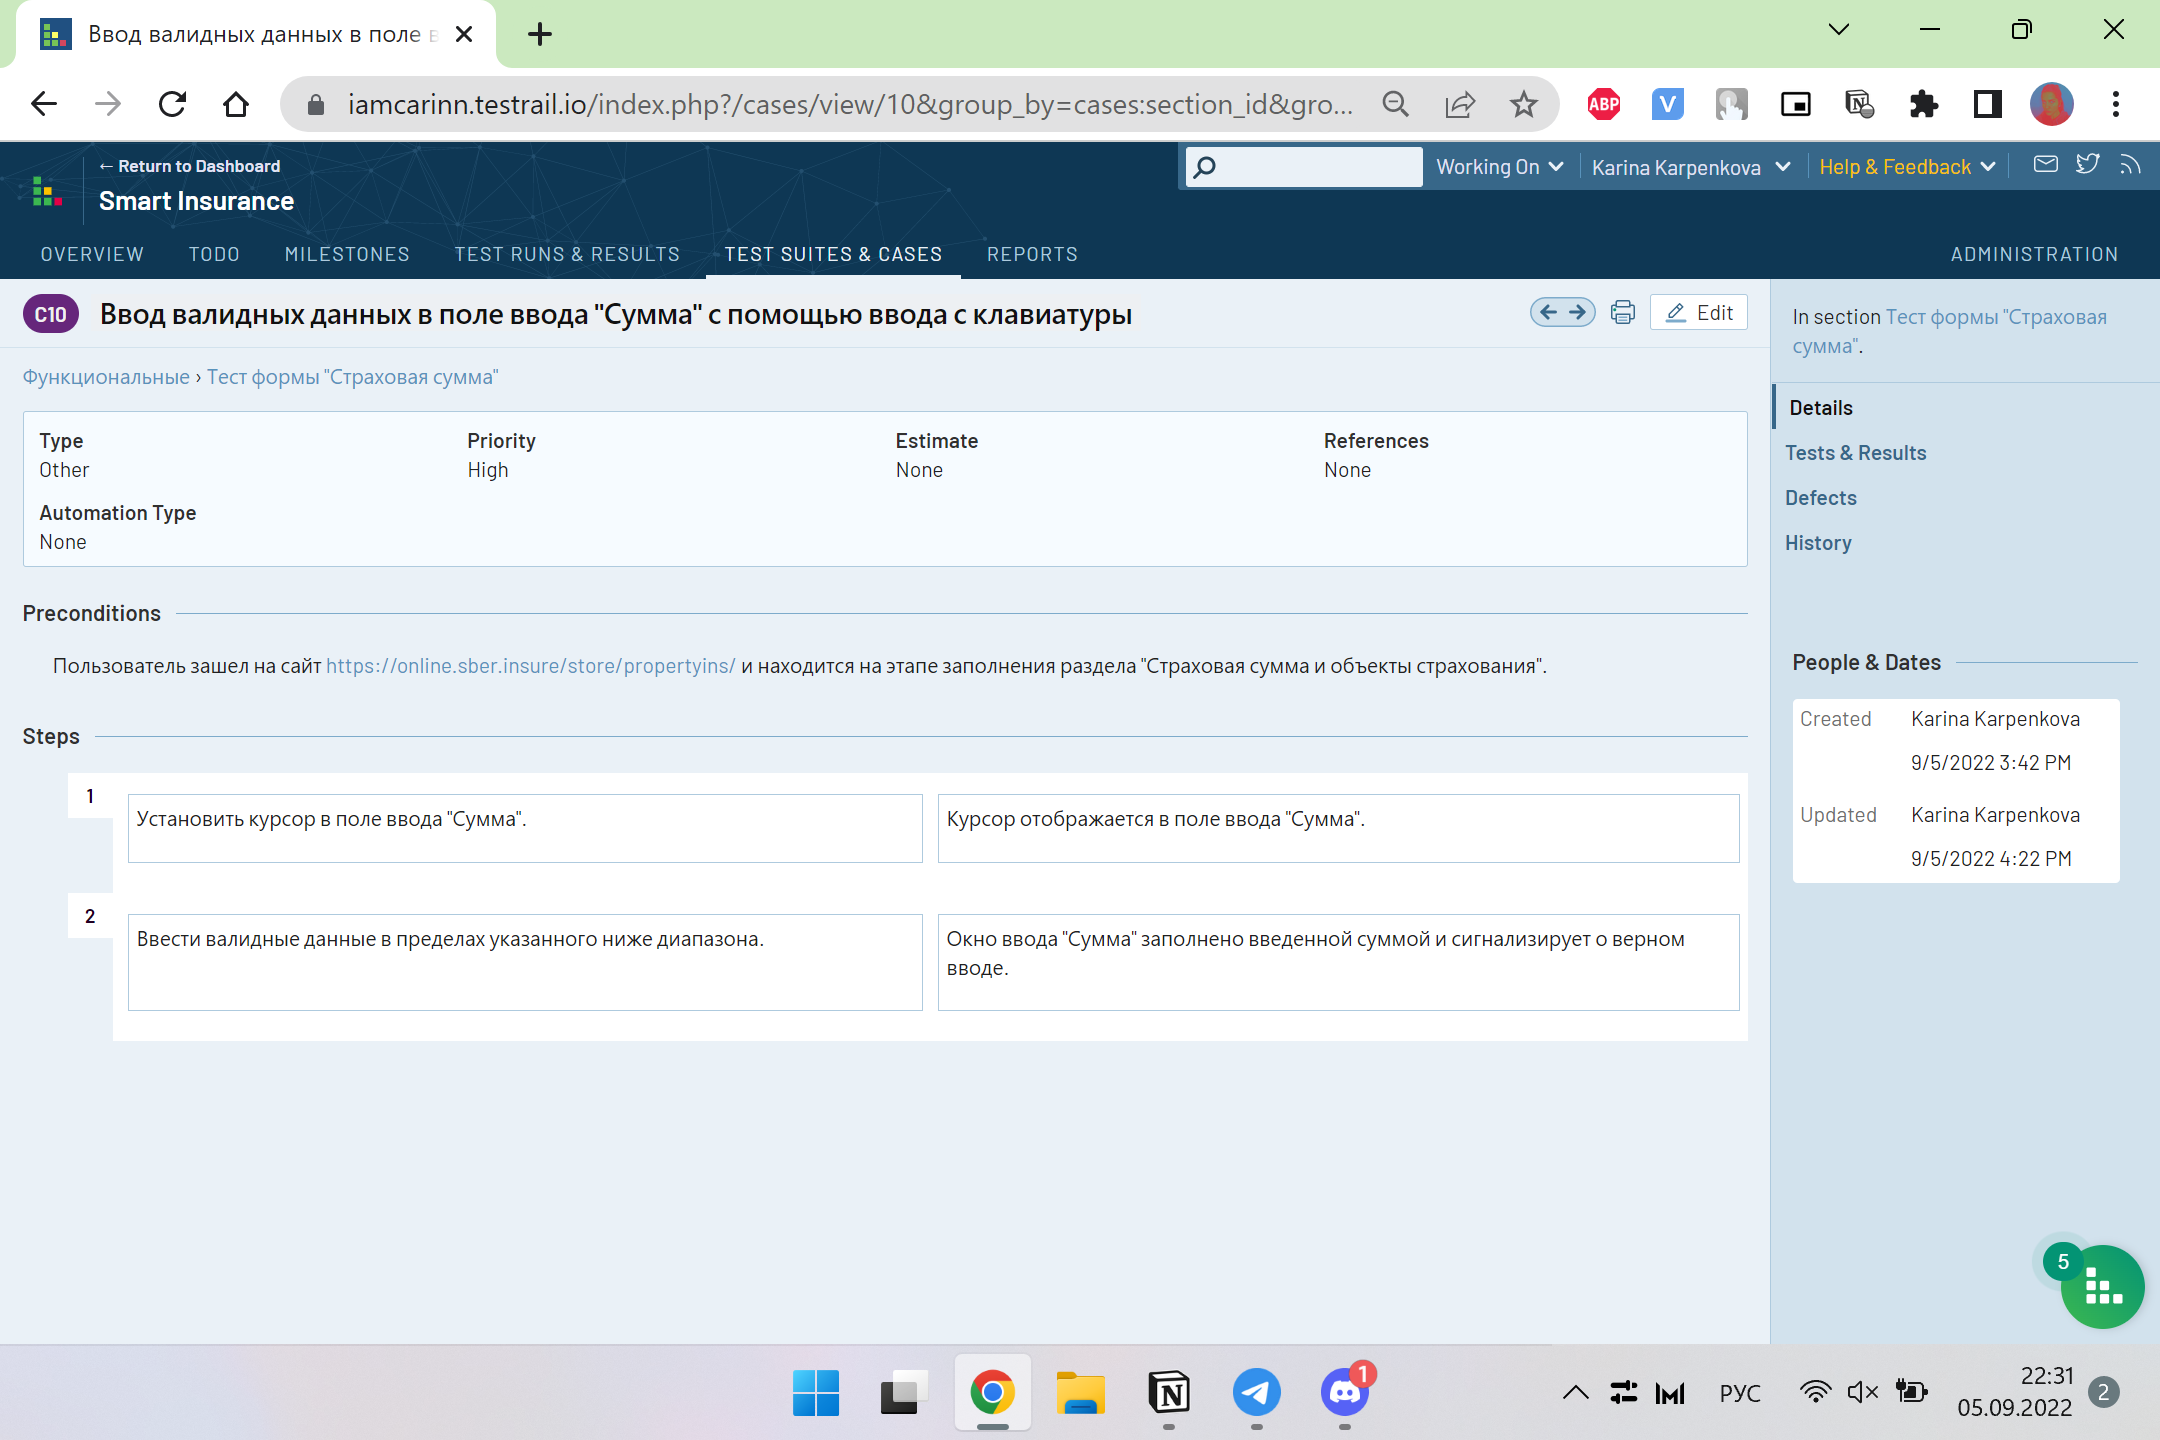 Ввод валидных данных в поле в
iamcarinn.testrail.io/index.php?/cases/view/10&group_by=cases:section_id&gro...
ABP
V
← Return to Dashboard
Smart Insurance
Working On
Karina Karpenkova
Help & Feedback
OVERVIEW
TODO
MILESTONES
TEST RUNS & RESULTS
TEST SUITES & CASES
REPORTS
ADMINISTRATION
C10
Ввод валидных данных в поле ввода "Сумма" с помощью ввода с клавиатуры
Edit
Функциональные › Тест формы "Страховая сумма"
Type
Other
Priority
High
Estimate
None
References
None
Automation Type
None
Preconditions
Пользователь зашел на сайт https://online.sber.insure/store/propertyins/ и находится на этапе заполнения раздела "Страховая сумма и объекты страхования".
Steps
1
Установить курсор в поле ввода "Сумма".
Курсор отображается в поле ввода "Сумма".
2
Ввести валидные данные в пределах указанного ниже диапазона.
Окно ввода "Сумма" заполнено введенной суммой и сигнализирует о верном
вводе.
In section Тест формы "Страховая
сумма".
Details
Tests & Results
Defects
History
People & Dates
Created
Karina Karpenkova
9/5/2022 3:42 PM
Updated
Karina Karpenkova
9/5/2022 4:22 PM
5
1
РУС
22:31
05.09.2022
2